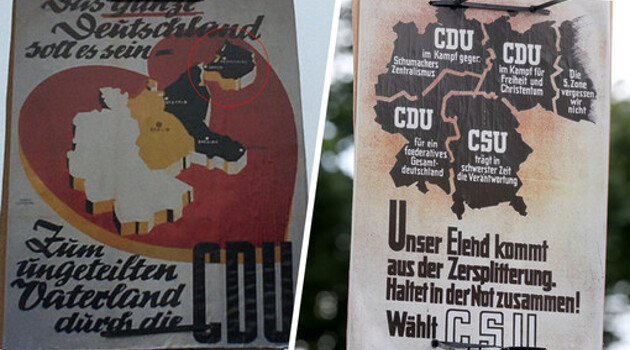 Das ganze
Deutschland
soll es sein
BERLIN
Zum
ungeteilten
Vaterland
durch die CDU
CDU
im Kampf gegen
Schumachers
Zentralismus
CDU
im Kampf für
Freiheit und
Christentum
Die
5. Zone
vergessen
wir
nicht
CDU
für ein
foederatives
Gesamt-
deutschland
CSU
trägt in
schwerster Zeit
die Verantwortung
Unser Elend kommt
aus der Zersplitterung.
Haltet in der Not zusammen!
Wählt CSU